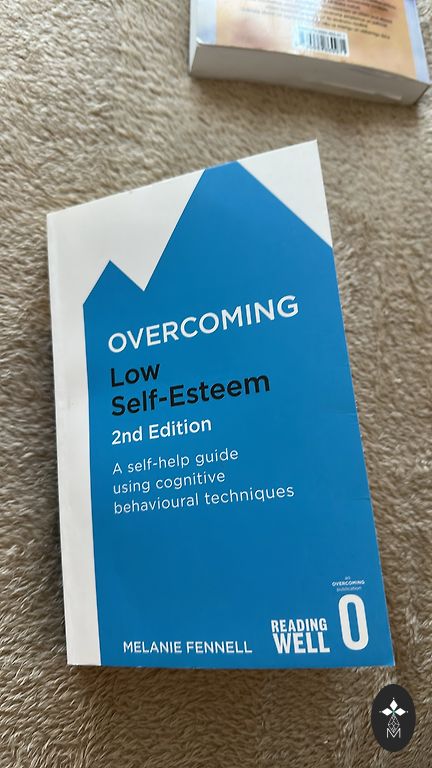 OVERCOMING
Low
Self-Esteem
2nd Edition
A self-help guide
using cognitive
behavioural techniques
an
OVERCOMING
publication
O
READING
WELL
MELANIE FENNELL
M